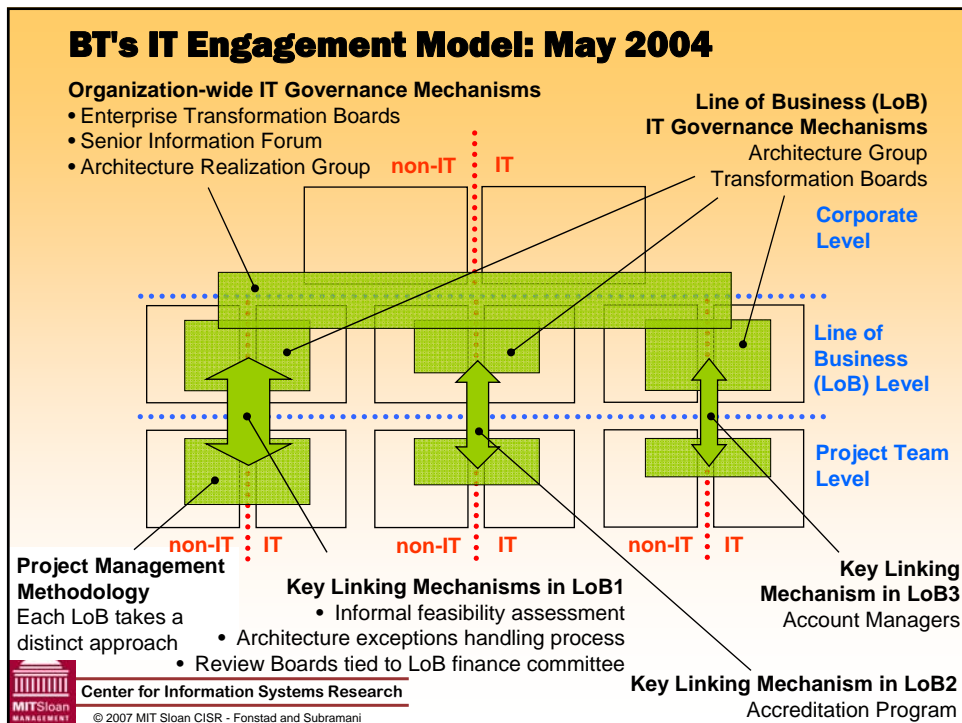 BT's IT Engagement Model: May 2004
Organization-wide IT Governance Mechanisms
• Enterprise Transformation Boards
• Senior Information Forum
• Architecture Realization Group
Line of Business (LoB)
IT Governance Mechanisms
Architecture Group
Transformation Boards
non-IT IT
Corporate
Level
Line of
Business
(LoB) Level
Project Team
Level
non-IT IT
non-IT IT
non-IT IT
Project Management
Methodology
Each LoB takes a
distinct approach
Key Linking Mechanisms in LoB1
• Informal feasibility assessment
• Architecture exceptions handling process
• Review Boards tied to LoB finance committee
Key Linking
Mechanism in LoB3
Account Managers
Key Linking Mechanism in LoB2
Accreditation Program
MITSloan
MANAGEMENT
Center for Information Systems Research
© 2007 MIT Sloan CISR - Fonstad and Subramani